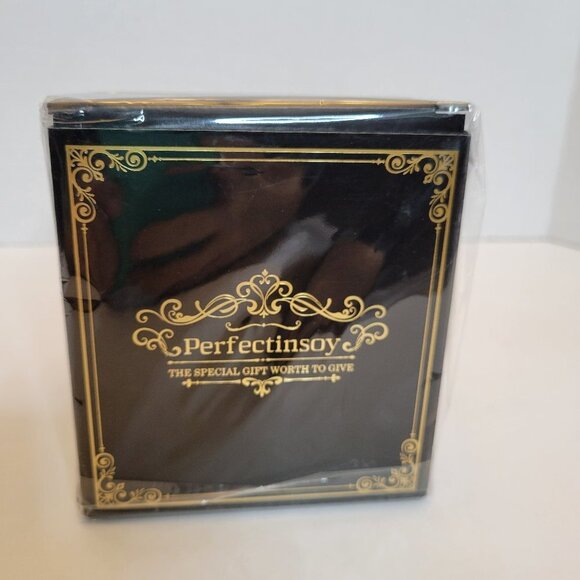 Perfectinsoy
THE SPECIAL GIFT WORTH TO GIVE